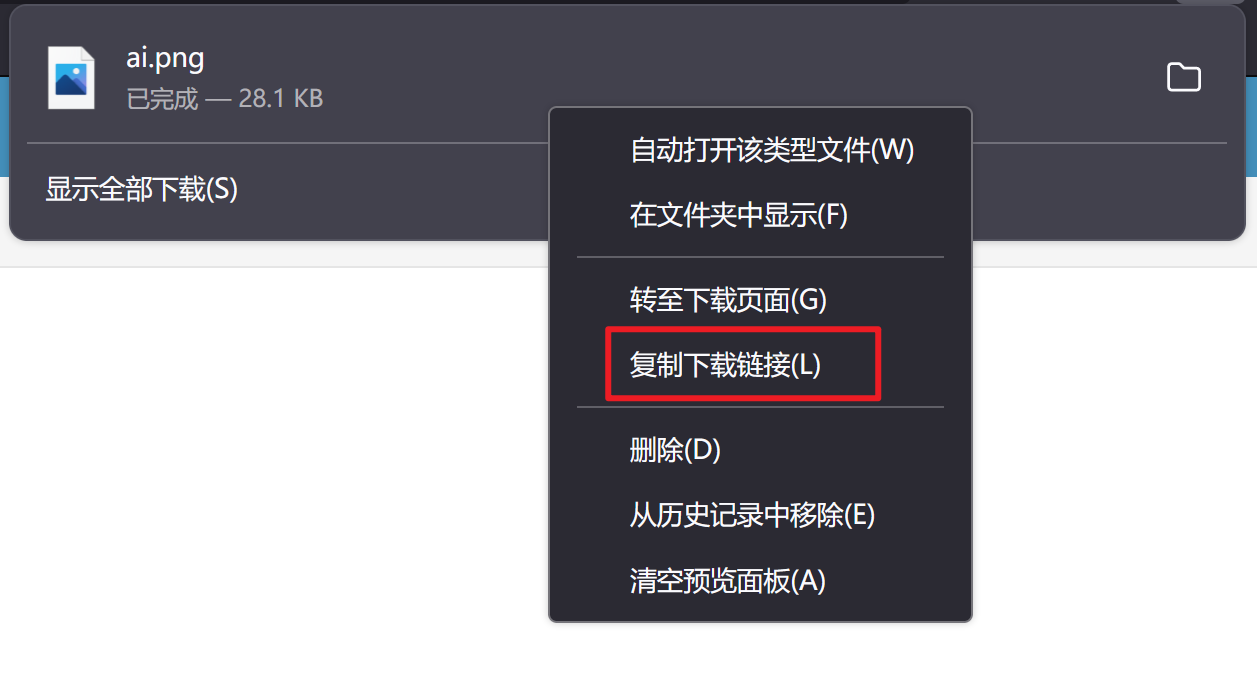 ai.png
已完成 — 28.1 KB
显示全部下载(S)
自动打开该类型文件(W)
在文件夹中显示(F)
转至下载页面(G)
复制下载链接(L)
删除(D)
从历史记录中移除(E)
清空预览面板(A)